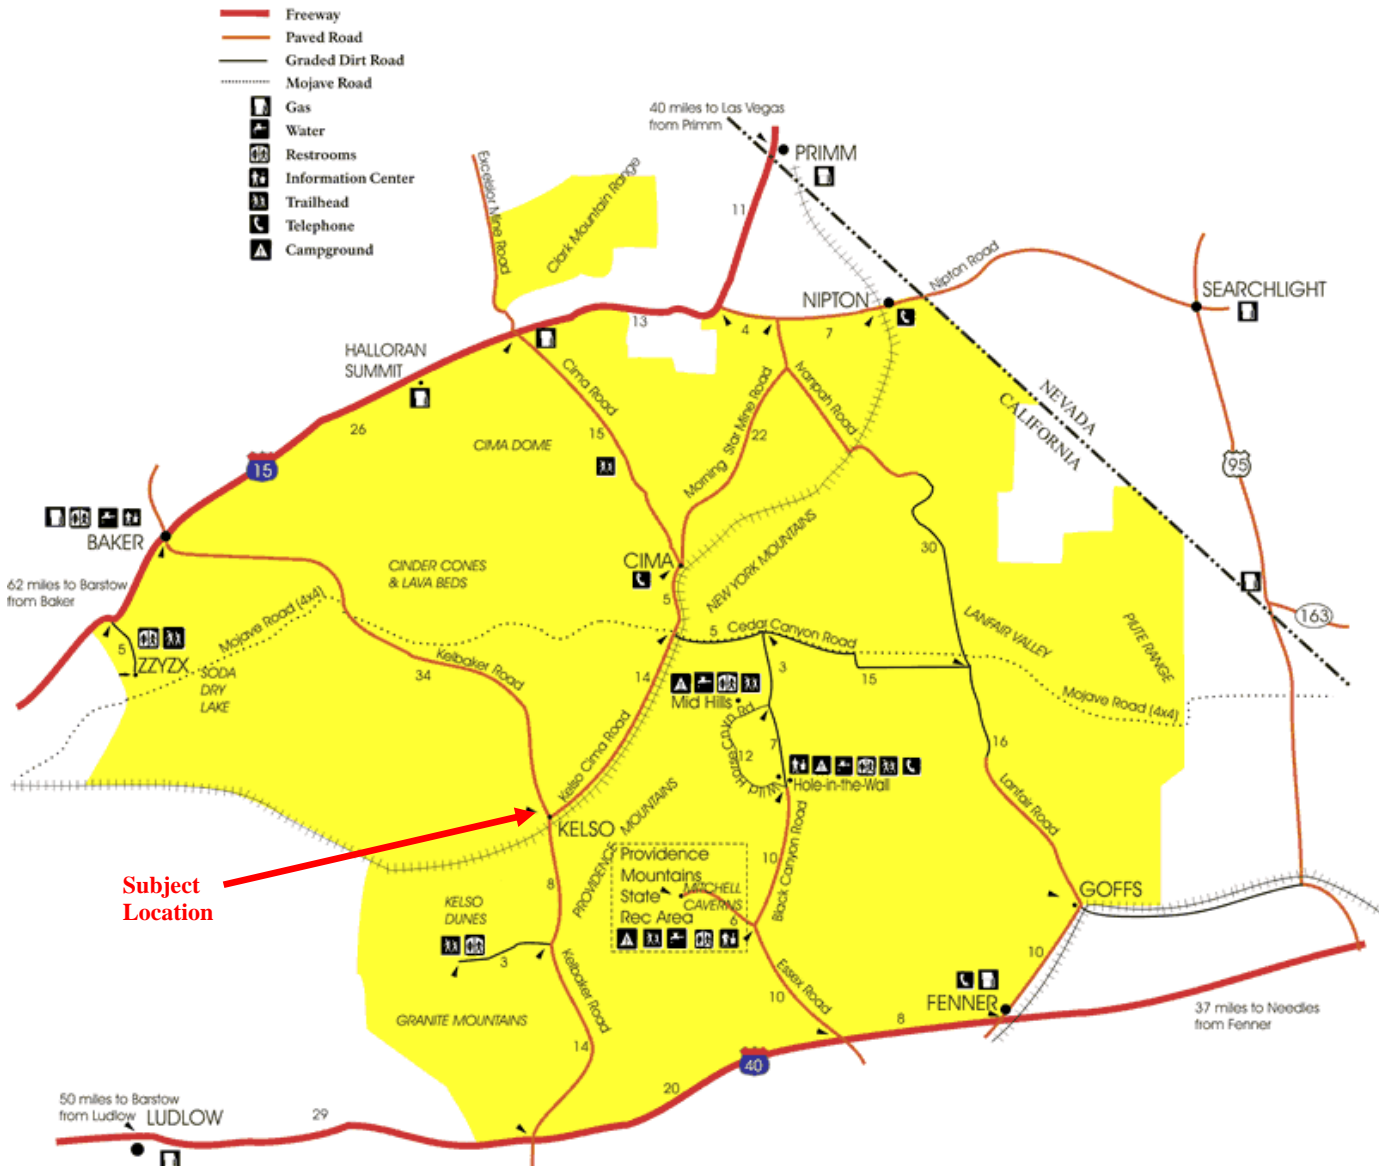 Freeway
Paved Road
Graded Dirt Road
Mojave Road
Gas
Water
Restrooms
Information Center
Trailhead
Telephone
Campground
40 miles to Las Vegas
from Primm
PRIMM
Excelsior Mine Road
Clark Mountain Range
11
NIPTON
Nipton Road
SEARCHLIGHT
13
4
7
HALLORAN
SUMMIT
Cima Road
Ivanpah Road
Morning Star Mine Road
NEVADA
CALIFORNIA
26
15
22
CIMA DOME
15
95
BAKER
30
CIMA
CINDER CONES
& LAVA BEDS
NEW YORK MOUNTAINS
62 miles to Barstow
from Baker
Mojave Road (4x4)
5
5
Cedar Canyon Road
LANFAIR VALLEY
PIUTE RANGE
163
5
ZZYZX
SODA
DRY
LAKE
Kelbaker Road
34
14
3
15
Mid Hills
Mojave Road (4x4)
Wild Horse Cnyn Rd
7
12
16
Kelso Cima Road
Hole-in-the-Wall
Lanfair Road
KELSO
PROVIDENCE MOUNTAINS
Black Canyon Road
10
Providence
Mountains
State
Rec Area
MITCHELL
CAVERNS
6
Subject
Location
8
KELSO
DUNES
3
GOFFS
10
Kelbaker Road
Essex Road
10
FENNER
8
37 miles to Needles
from Fenner
GRANITE MOUNTAINS
14
40
20
50 miles to Barstow
from Ludlow
LUDLOW
29